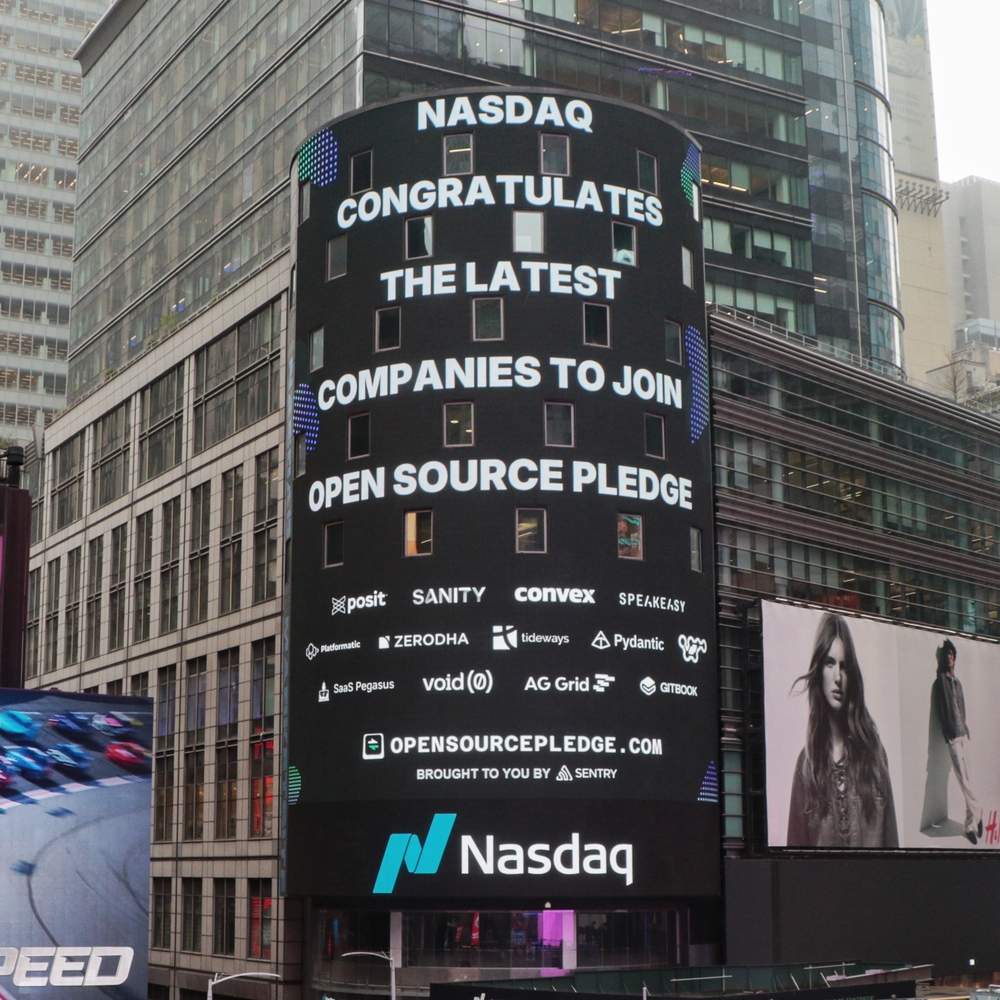 NASDAQ
CONGRATULATES
THE LATEST
COMPANIES TO JOIN
OPEN SOURCE PLEDGE
posit SANITY convex SPEAKEASY
Platformatic ZERODHA tideways Pydantic
SaaS Pegasus void(0) AG Grid GITBOOK
OPENSOURCEPLEDGE.COM
BROUGHT TO YOU BY SENTRY
Nasdaq
PEED
H